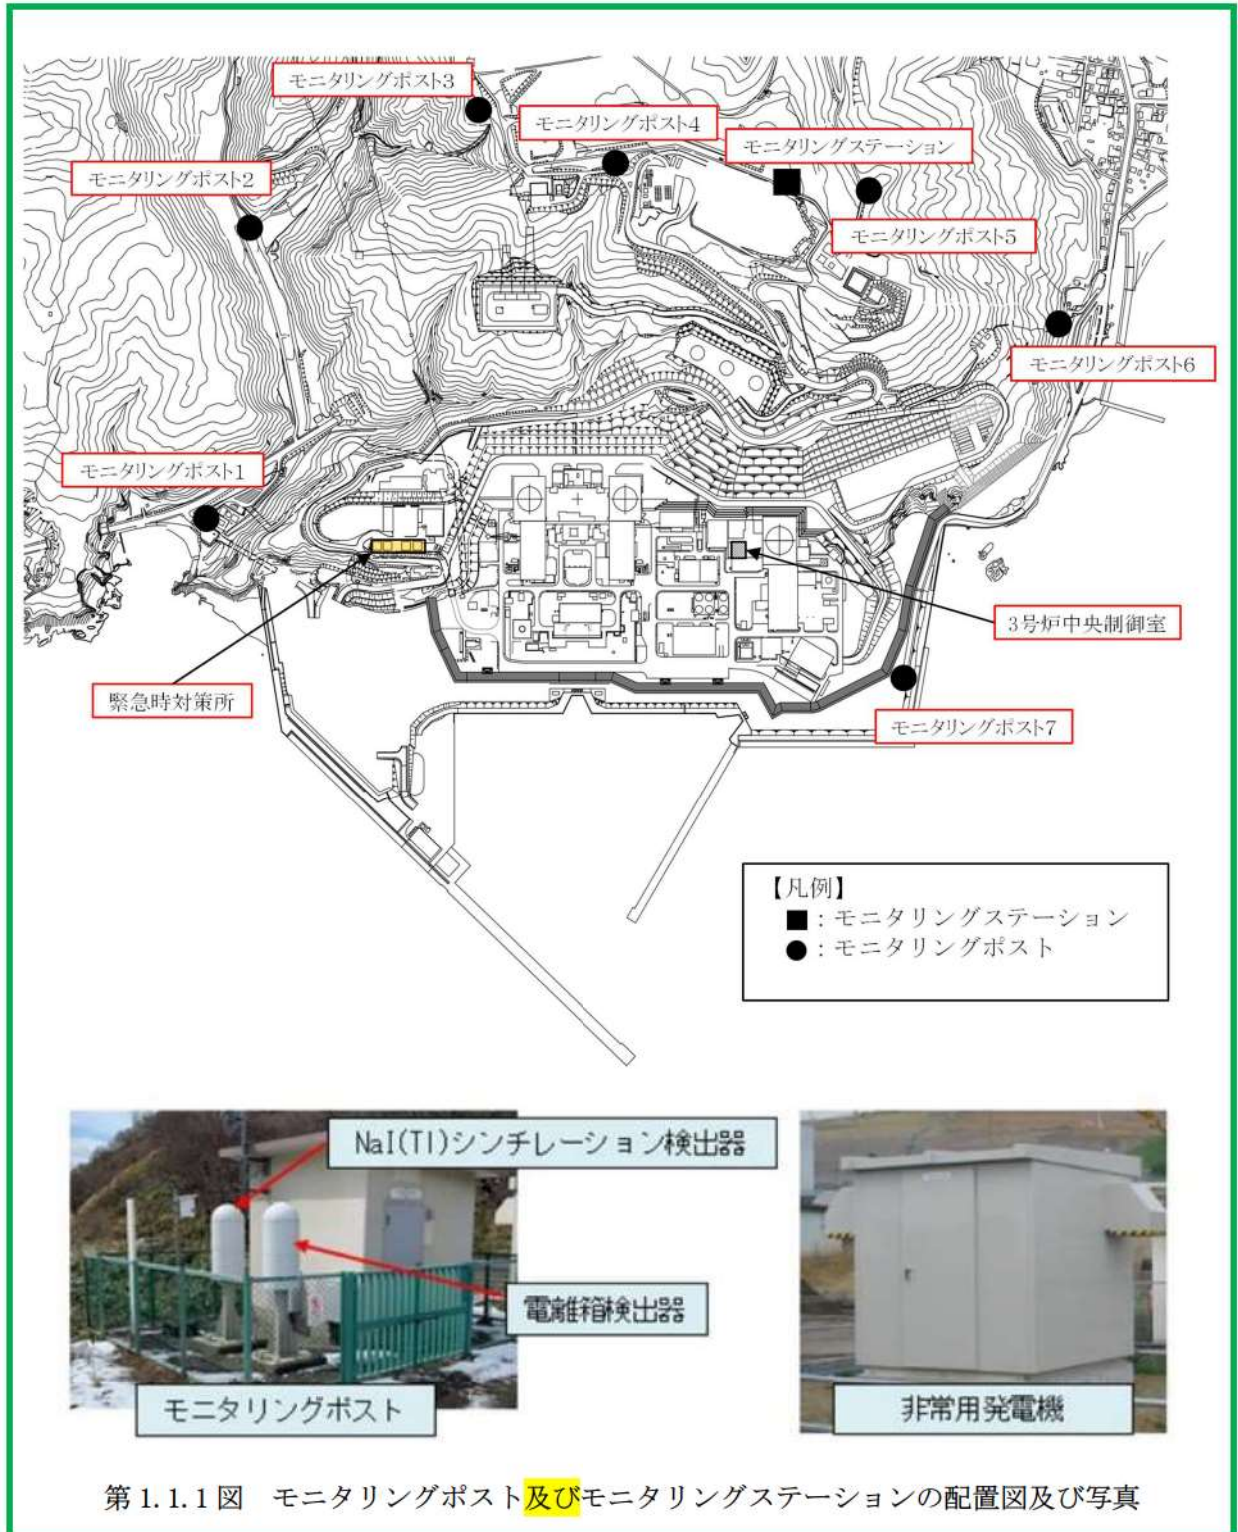 モニタリングポスト3
モニタリングポスト4
モニタリングステーション
モニタリングポスト2
モニタリングポスト5
モニタリングポスト6
モニタリングポスト1
3号炉中央制御室
緊急時対策所
モニタリングポスト7
【凡例】
■：モニタリングステーション
●：モニタリングポスト
NaI(Tl)シンチレーション検出器
電離箱検出器
モニタリングポスト
非常用発電機
第1.1.1図　モニタリングポスト及びモニタリングステーションの配置図及び写真